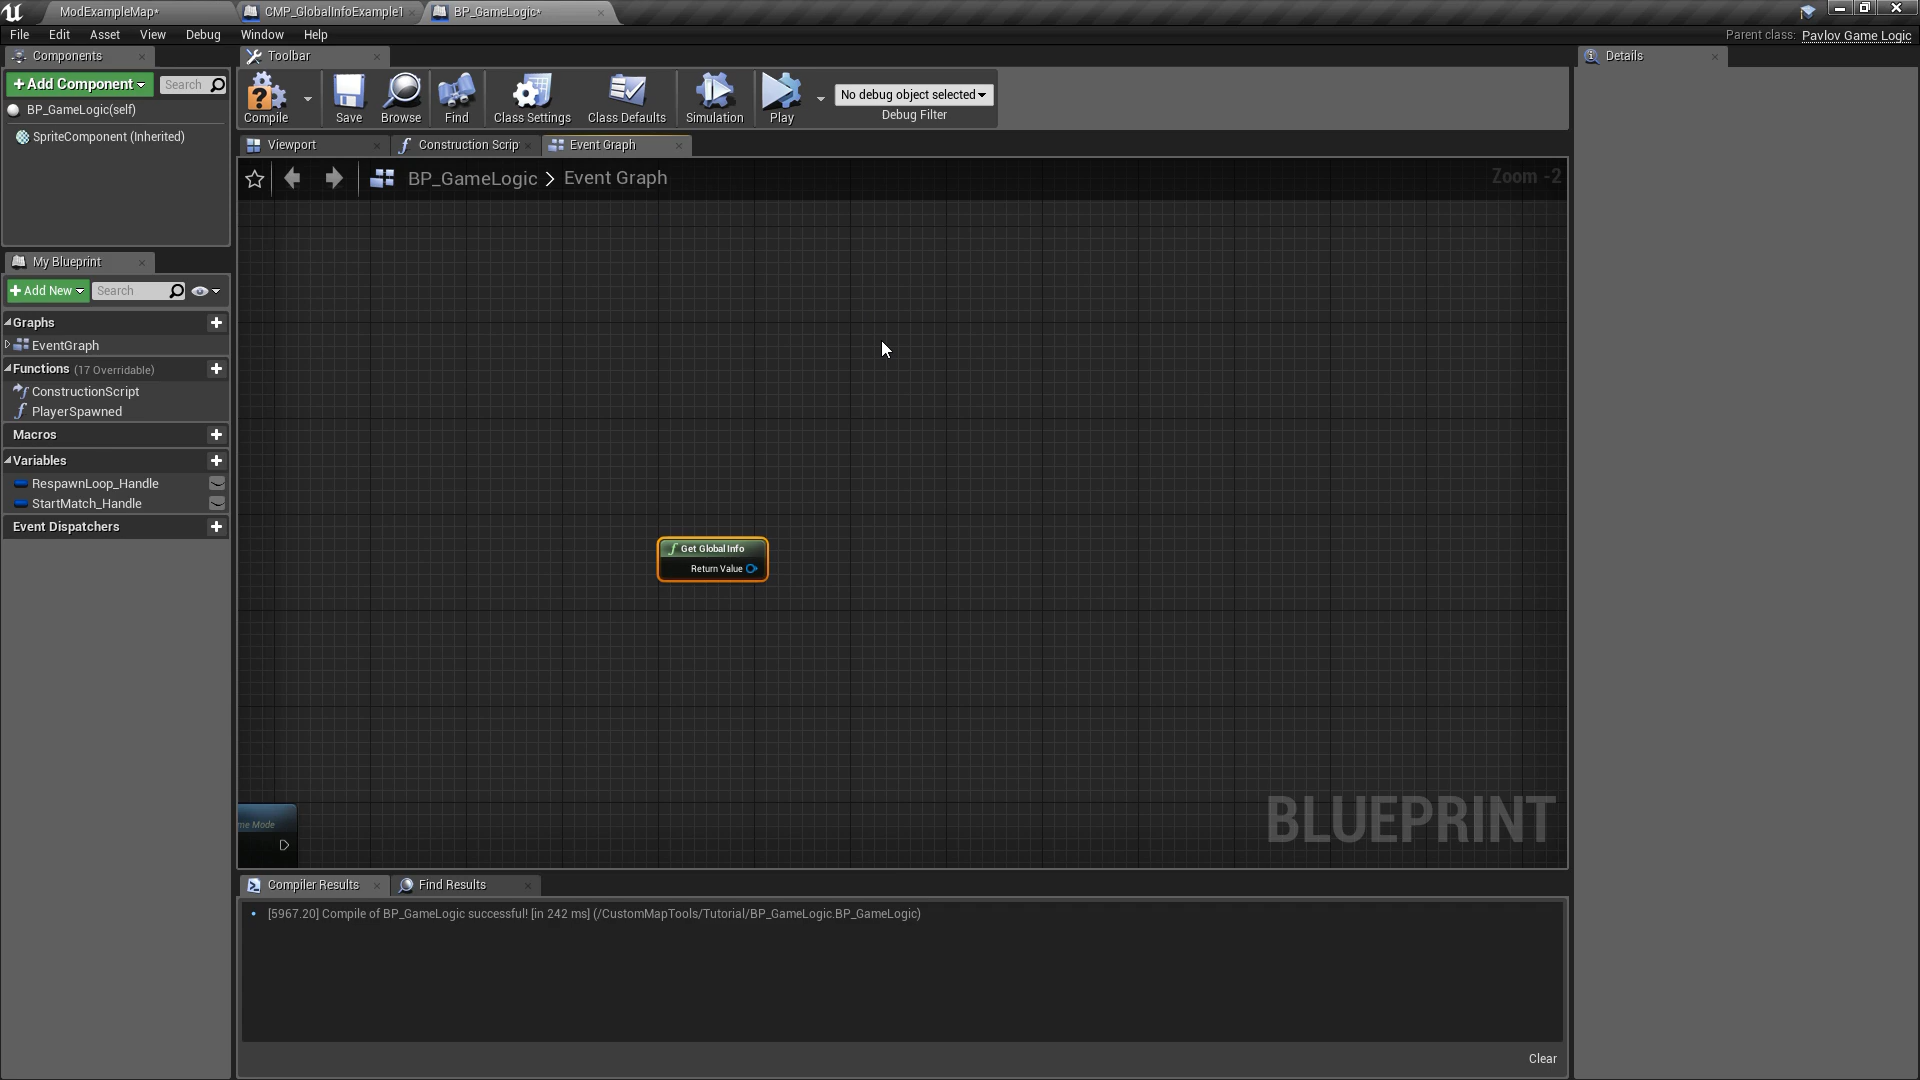 ModExampleMap*
CMP_GlobalInfoExample1
BP_GameLogic*
File Edit Asset View Debug Window Help
Parent class: Pavlov Game Logic
Components
Toolbar
Details
+Add Component
Search
BP_GameLogic(self)
SpriteComponent (Inherited)
Compile
Save
Browse
Find
Class Settings
Class Defaults
Simulation
Play
No debug object selected
Debug Filter
Viewport
Construction Scrip
Event Graph
BP_GameLogic > Event Graph
Zoom -2
My Blueprint
+Add New
Search
Graphs
EventGraph
Functions (17 Overridable)
ConstructionScript
PlayerSpawned
Macros
Variables
RespawnLoop_Handle
StartMatch_Handle
Event Dispatchers
Get Global Info
Return Value
me Mode
BLUEPRINT
Compiler Results
Find Results
[5967.20] Compile of BP_GameLogic successful! [in 242 ms] (/CustomMapTools/Tutorial/BP_GameLogic.BP_GameLogic)
Clear